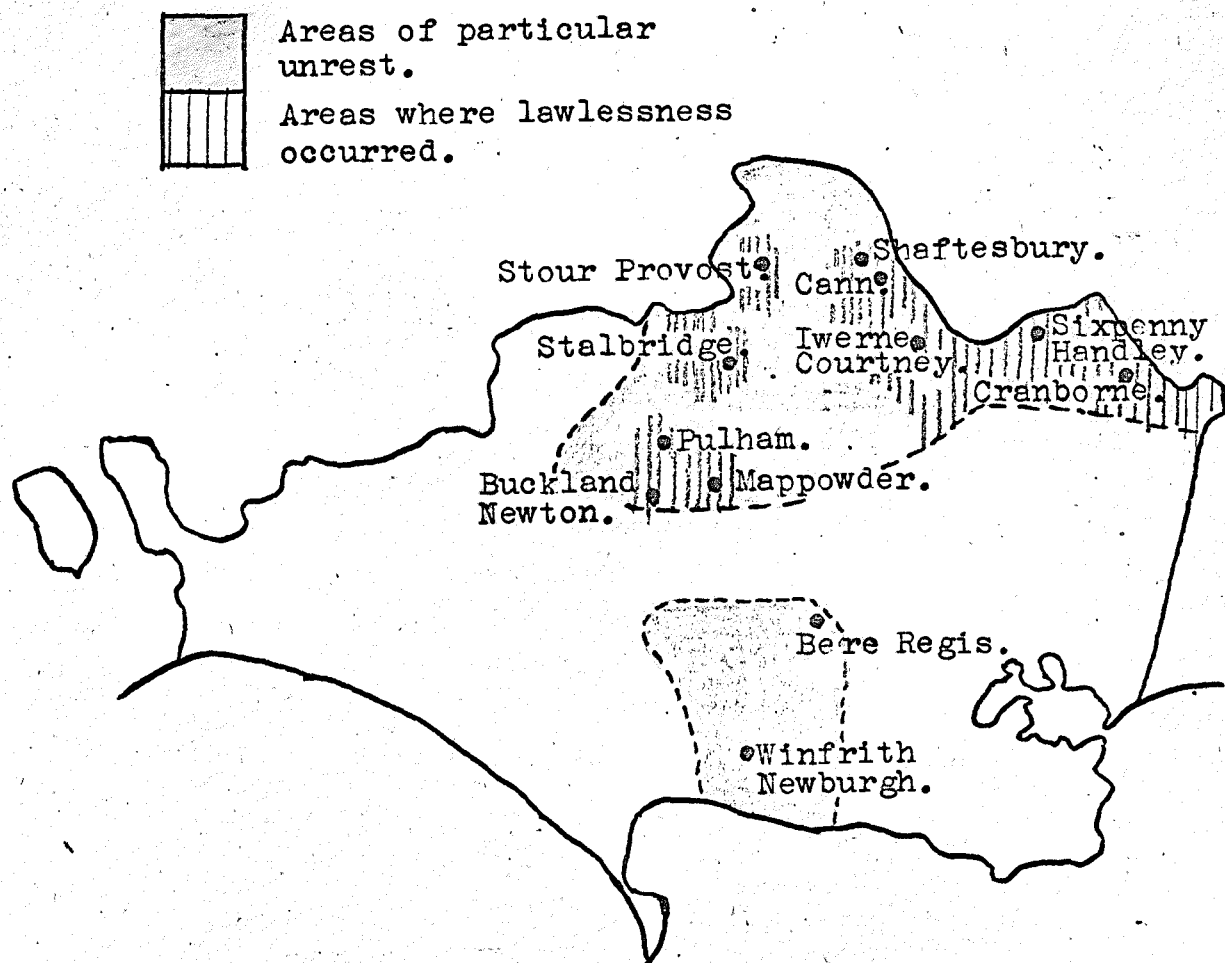 Areas of particular
unrest.
Areas where lawlessness
occurred.
Shaftesbury.
Stour Provost.
Cann.
Sixpenny
Handley.
Iwerne
Courtney.
Stalbridge.
Cranborne.
Pulham.
Buckland
Newton.
Mappowder.
Bere Regis.
Winfrith
Newburgh.